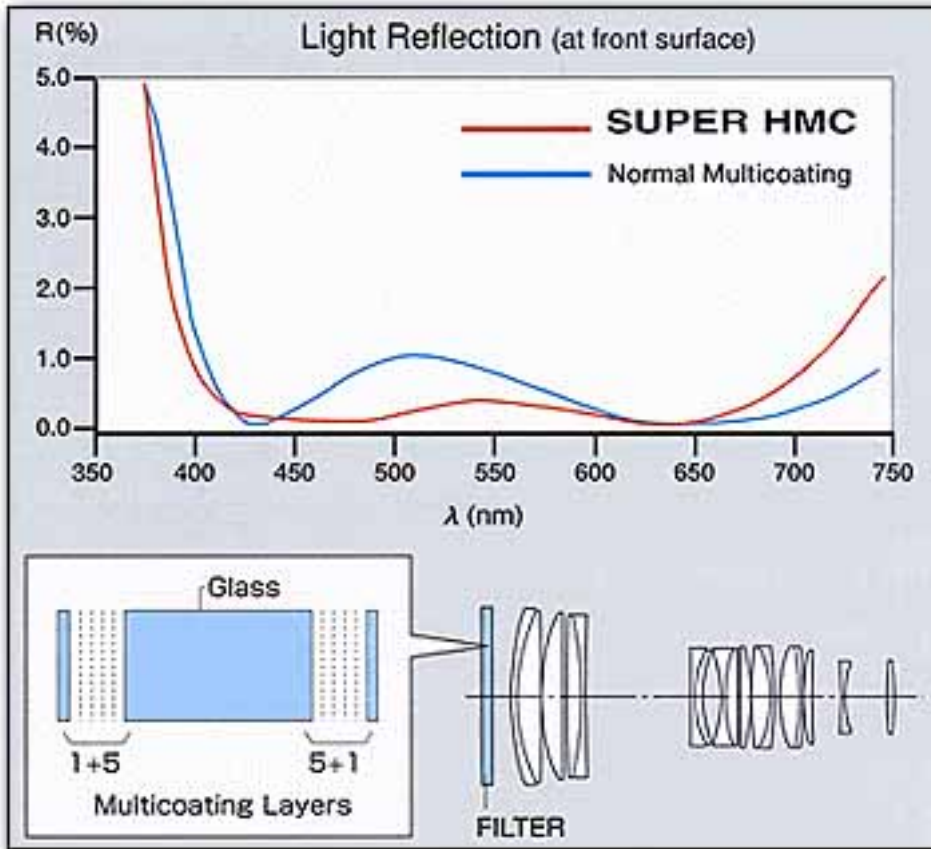 R(%)
Light Reflection (at front surface)
5.0
4.0
3.0
2.0
1.0
0.0
SUPER HMC
Normal Multicoating
350 400 450 500 550 600 650 700 750
λ (nm)
Glass
1+5 5+1
Multicoating Layers
FILTER